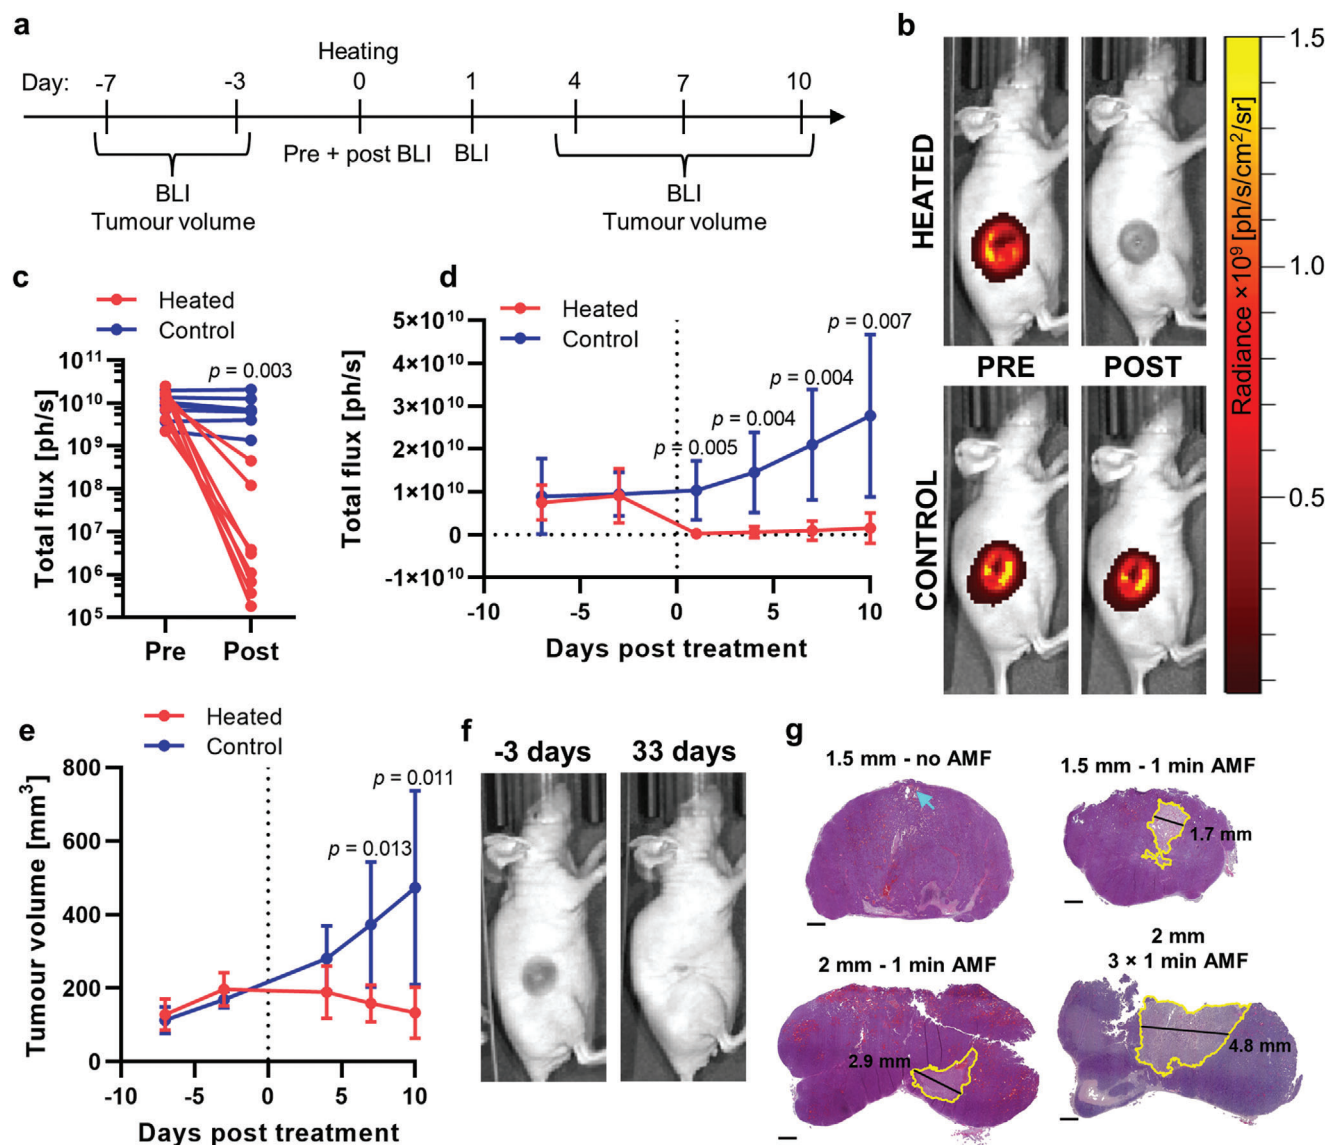 a
Heating
Day: -7 -3 0 1 4 7 10
Pre + post BLI BLI
BLI
Tumour volume
BLI
Tumour volume
b
HEATED
PRE POST
CONTROL
1.5
1.0
0.5
Radiance ×10⁹ [ph/s/cm²/sr]
c
Heated
Control
p = 0.003
10¹¹
10¹⁰
10⁹
10⁸
10⁷
10⁶
10⁵
Total flux [ph/s]
Pre Post
d
Heated
Control
5×10¹⁰
4×10¹⁰
3×10¹⁰
2×10¹⁰
1×10¹⁰
0
-1×10¹⁰
Total flux [ph/s]
p = 0.005
p = 0.004
p = 0.004
p = 0.007
-10 -5 0 5 10
Days post treatment
e
Heated
Control
800
600
400
200
0
Tumour volume [mm³]
p = 0.013
p = 0.011
-10 -5 0 5 10
Days post treatment
f
-3 days 33 days
g
1.5 mm - no AMF
1.5 mm - 1 min AMF
1.7 mm
2 mm - 1 min AMF
2.9 mm
2 mm
3 × 1 min AMF
4.8 mm